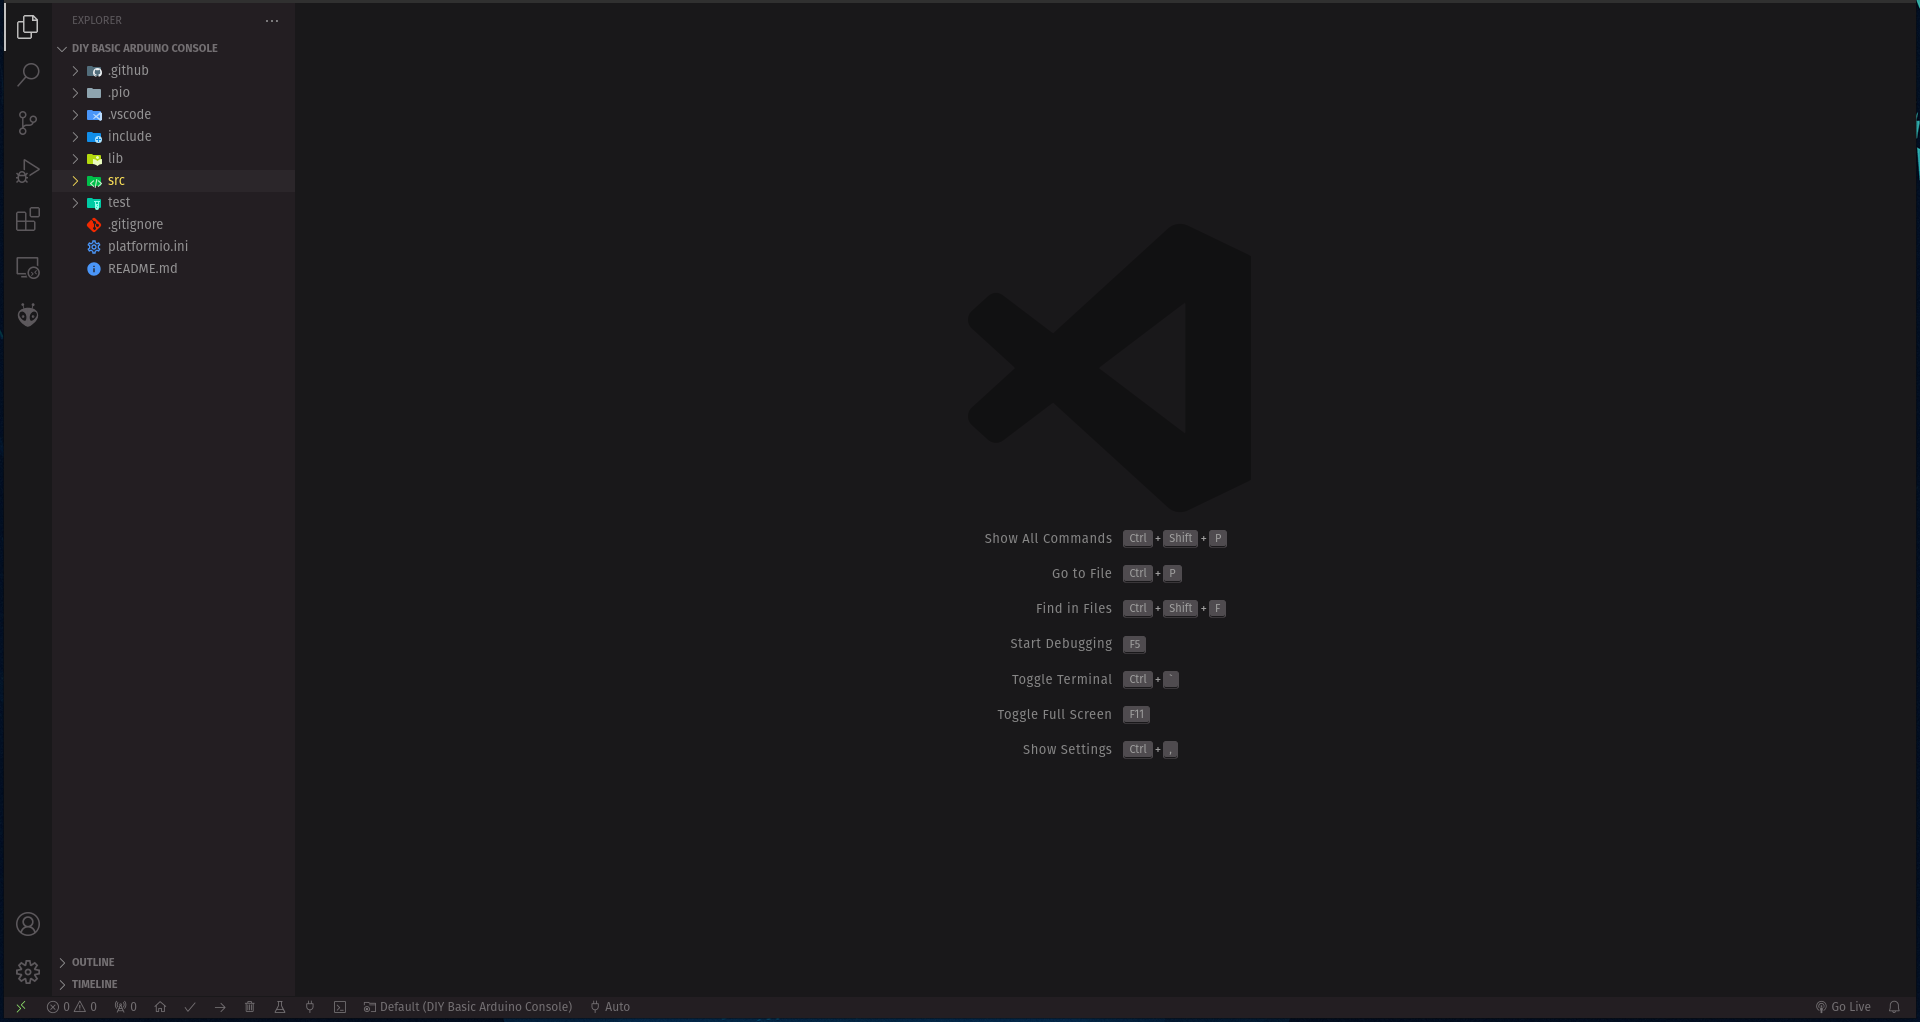 EXPLORER
DIY BASIC ARDUINO CONSOLE
.github
.pio
.vscode
include
lib
src
test
.gitignore
platformio.ini
README.md
Show All Commands Ctrl + Shift + P
Go to File Ctrl + P
Find in Files Ctrl + Shift + F
Start Debugging F5
Toggle Terminal Ctrl + `
Toggle Full Screen F11
Show Settings Ctrl + ,
OUTLINE
TIMELINE
0 0 0 Default (DIY Basic Arduino Console) Auto Go Live